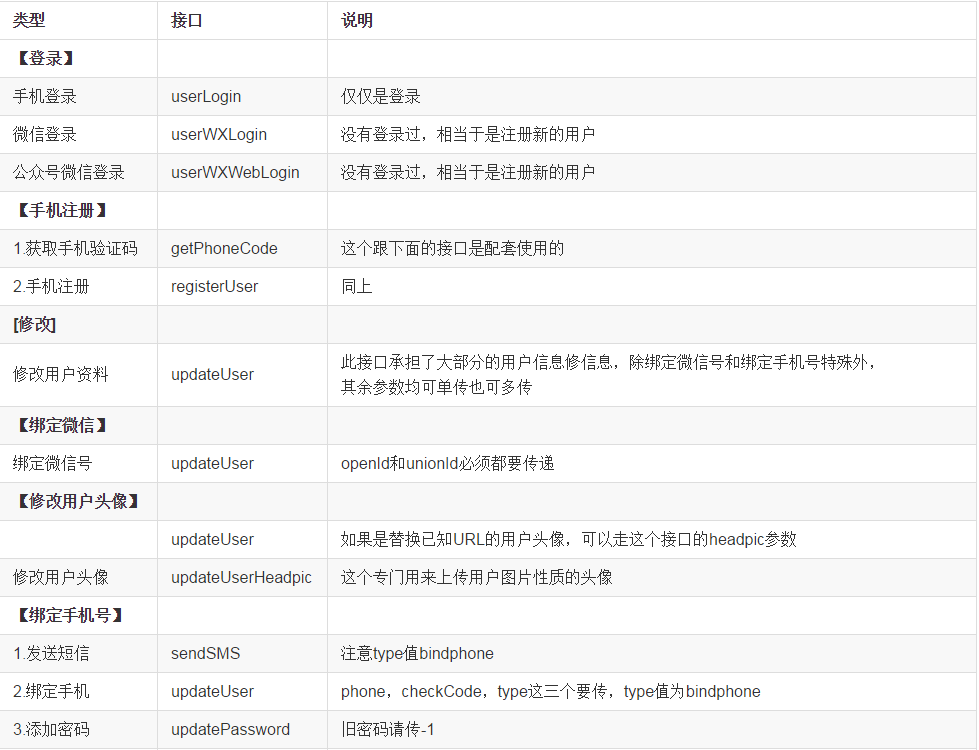 类型 接口 说明
【登录】
手机登录 userLogin 仅仅是登录
微信登录 userWXLogin 没有登录过，相当于是注册新的用户
公众号微信登录 userWXWebLogin 没有登录过，相当于是注册新的用户
【手机注册】
1.获取手机验证码 getPhoneCode 这个跟下面的接口是配套使用的
2.手机注册 registerUser 同上
[修改]
修改用户资料 updateUser 此接口承担了大部分的用户信息修信息，除绑定微信号和绑定手机号特殊外，
其余参数均可单传也可多传
【绑定微信】
绑定微信号 updateUser openId和unionId必须都要传递
【修改用户头像】
updateUser 如果是替换已知URL的用户头像，可以走这个接口的headpic参数
修改用户头像 updateUserHeadpic 这个专门用来上传用户图片性质的头像
【绑定手机号】
1.发送短信 sendSMS 注意type值bindphone
2.绑定手机 updateUser phone，checkCode，type这三个要传，type值为bindphone
3.添加密码 updatePassword 旧密码请传-1